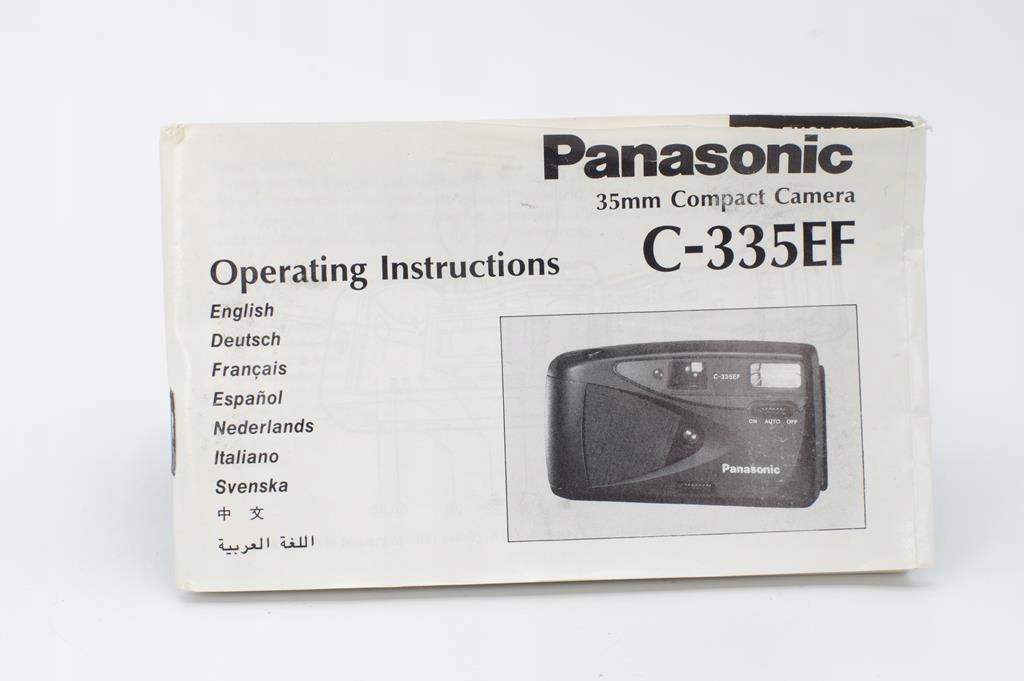 Panasonic
35mm Compact Camera
C-335EF
Operating Instructions
English
Deutsch
Français
Español
Nederlands
Italiano
Svenska
中 文
اللغة العربية
C-335EF
ON AUTO OFF
Panasonic